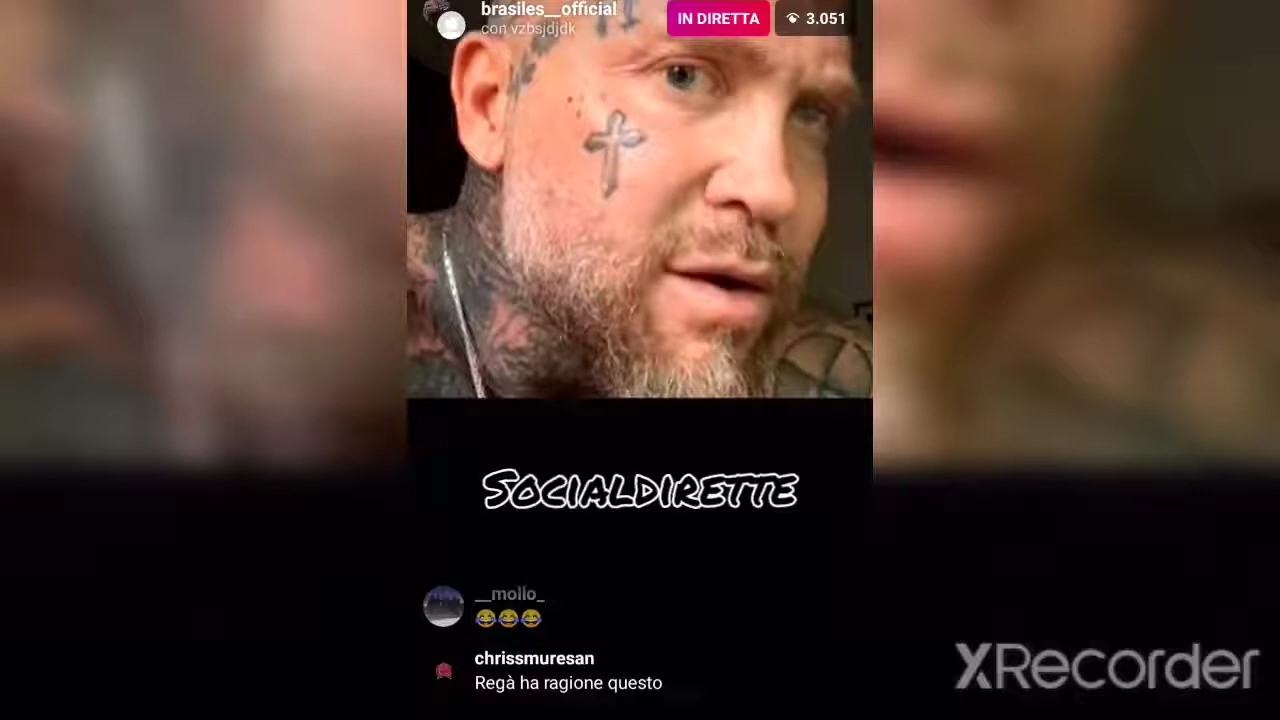 brasiles__official
IN DIRETTA
3.051
con vzbsjdjdk
SOCIALDIRETTE
__mollo_
😂😂😂
chrissmuresan
Regà ha ragione questo
XRecorder